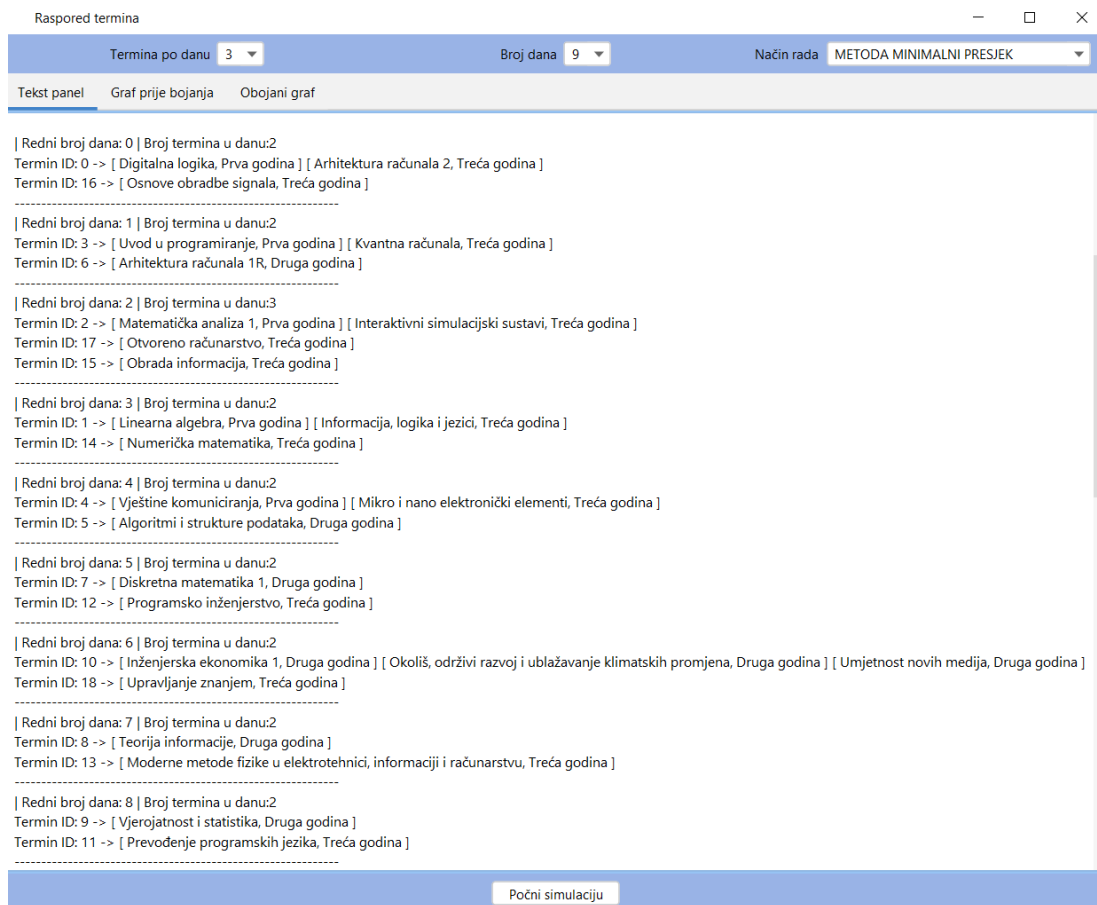 Raspored termina
Termina po danu 3 Broj dana 9 Način rada METODA MINIMALNI PRESJEK
Tekst panel Graf prije bojanja Obojani graf
| Redni broj dana: 0 | Broj termina u danu:2
Termin ID: 0 -> [ Digitalna logika, Prva godina ] [ Arhitektura računala 2, Treća godina ]
Termin ID: 16 -> [ Osnove obradbe signala, Treća godina ]
-------------------------------------------------------------
| Redni broj dana: 1 | Broj termina u danu:2
Termin ID: 3 -> [ Uvod u programiranje, Prva godina ] [ Kvantna računala, Treća godina ]
Termin ID: 6 -> [ Arhitektura računala 1R, Druga godina ]
-------------------------------------------------------------
| Redni broj dana: 2 | Broj termina u danu:3
Termin ID: 2 -> [ Matematička analiza 1, Prva godina ] [ Interaktivni simulacijski sustavi, Treća godina ]
Termin ID: 17 -> [ Otvoreno računarstvo, Treća godina ]
Termin ID: 15 -> [ Obrada informacija, Treća godina ]
-------------------------------------------------------------
| Redni broj dana: 3 | Broj termina u danu:2
Termin ID: 1 -> [ Linearna algebra, Prva godina ] [ Informacija, logika i jezici, Treća godina ]
Termin ID: 14 -> [ Numerička matematika, Treća godina ]
-------------------------------------------------------------
| Redni broj dana: 4 | Broj termina u danu:2
Termin ID: 4 -> [ Vještine komuniciranja, Prva godina ] [ Mikro i nano elektronički elementi, Treća godina ]
Termin ID: 5 -> [ Algoritmi i strukture podataka, Druga godina ]
-------------------------------------------------------------
| Redni broj dana: 5 | Broj termina u danu:2
Termin ID: 7 -> [ Diskretna matematika 1, Druga godina ]
Termin ID: 12 -> [ Programsko inženjerstvo, Treća godina ]
-------------------------------------------------------------
| Redni broj dana: 6 | Broj termina u danu:2
Termin ID: 10 -> [ Inženjerska ekonomika 1, Druga godina ] [ Okoliš, održivi razvoj i ublažavanje klimatskih promjena, Druga godina ] [ Umjetnost novih medija, Druga godina ]
Termin ID: 18 -> [ Upravljanje znanjem, Treća godina ]
-------------------------------------------------------------
| Redni broj dana: 7 | Broj termina u danu:2
Termin ID: 8 -> [ Teorija informacije, Druga godina ]
Termin ID: 13 -> [ Moderne metode fizike u elektrotehnici, informaciji i računarstvu, Treća godina ]
-------------------------------------------------------------
| Redni broj dana: 8 | Broj termina u danu:2
Termin ID: 9 -> [ Vjerojatnost i statistika, Druga godina ]
Termin ID: 11 -> [ Prevođenje programskih jezika, Treća godina ]
-------------------------------------------------------------
Počni simulaciju